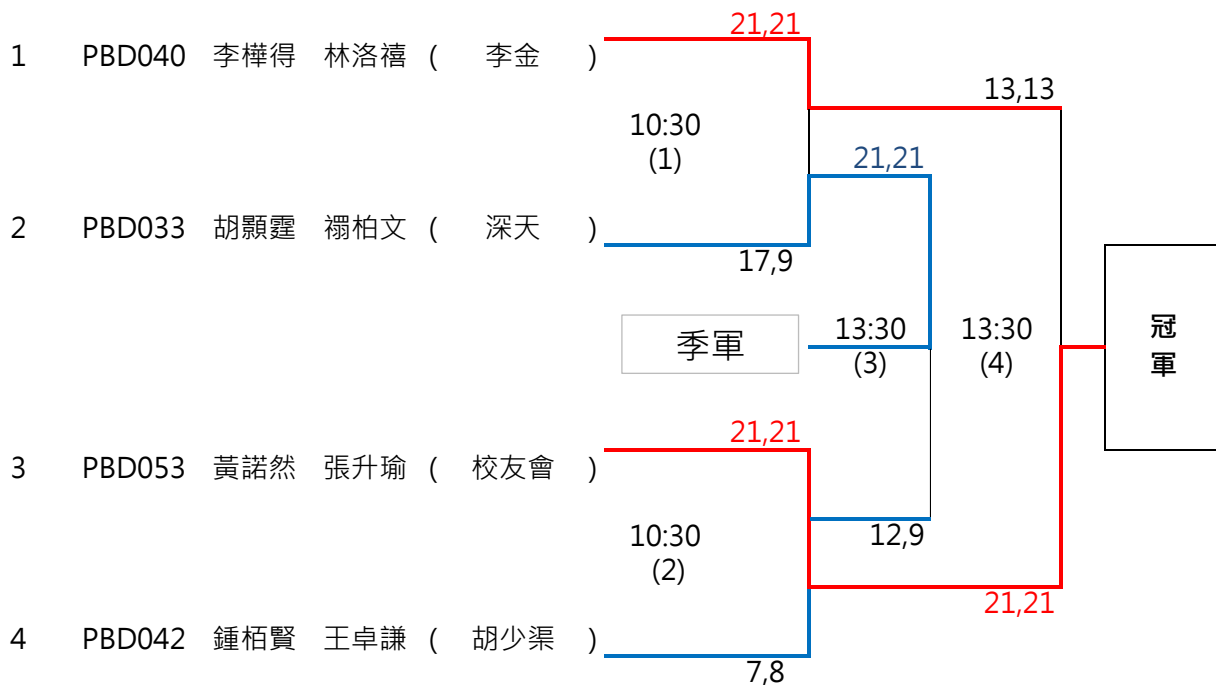 21,21
1 PBD040 李樺得 林洛禧 ( 李金 )
13,13
10:30
(1)
21,21
2 PBD033 胡顥霆 禤柏文 ( 深天 )
17,9
季軍
13:30
(3)
13:30
(4)
冠
軍
21,21
3 PBD053 黃諾然 張升瑜 ( 校友會 )
10:30
(2)
12,9
21,21
4 PBD042 鍾栢賢 王卓謙 ( 胡少渠 )
7,8